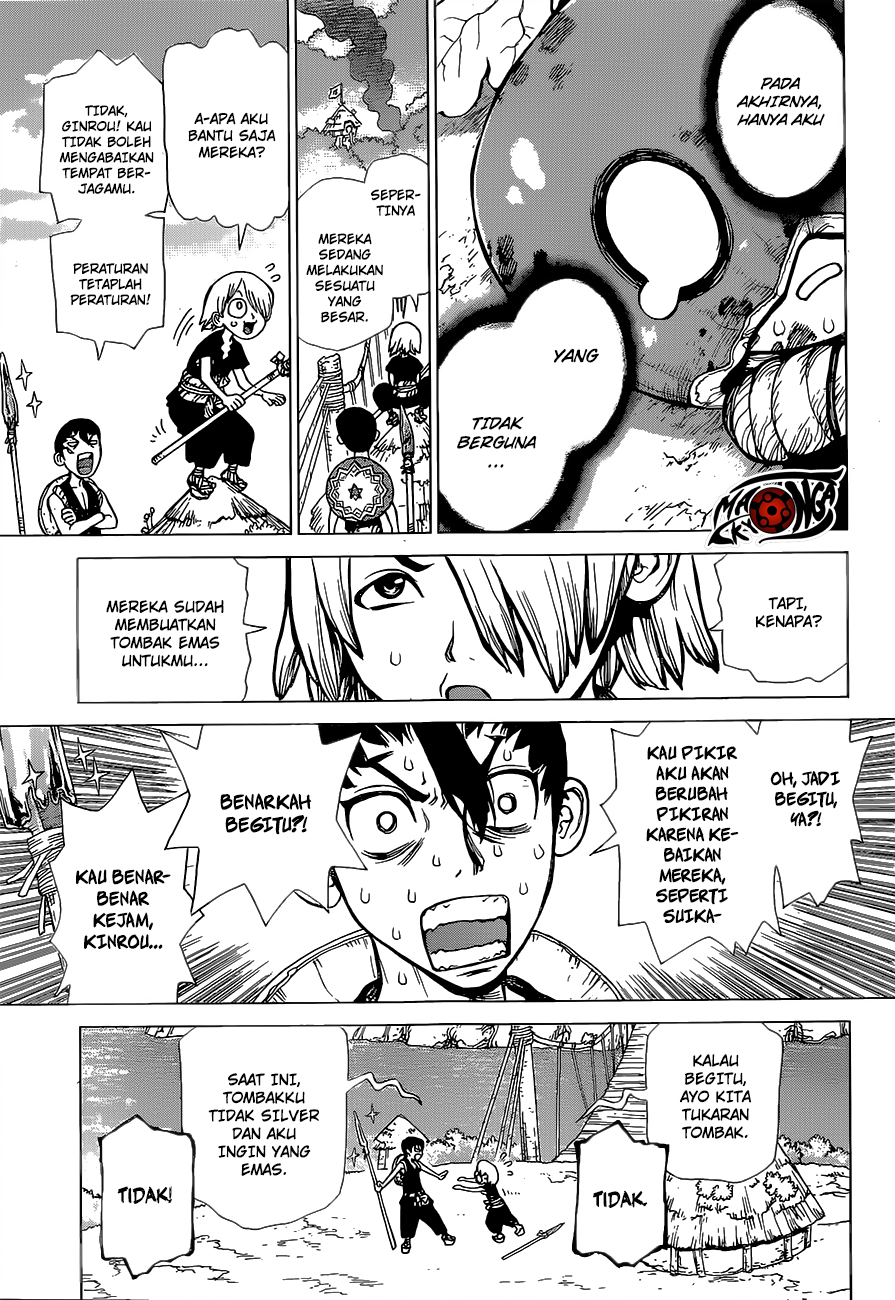 PADA
AKHIRNYA,
HANYA AKU
YANG
TIDAK
BERGUNA
...
SEPER-
TINYA
MEREKA
SEDANG
MELAKUKAN
SESUATU
YANG
BESAR.
A-APA AKU
BANTU SAJA
MEREKA?
TIDAK,
GINROU! KAU
TIDAK BOLEH
MENGABAIKAN
TEMPAT BER-
JAGAMU.
PERATURAN
TETAPLAH
PERATURAN!
MANGA
KYO
TAPI,
KENAPA?
MEREKA SUDAH
MEMBUATKAN
TOMBAK EMAS
UNTUKMU...
OH, JADI
BEGITU,
YA?!
KAU PIKIR
AKU AKAN
BERUBAH
PIKIRAN
KARENA KE-
BAIKAN
MEREKA,
SEPERTI
SUIKA-
BENARKAH
BEGITU?!
KAU BENAR-
BENAR
KEJAM,
KINROU...
KALAU
BEGITU,
AYO KITA
TUKARAN
TOMBAK.
TIDAK.
SAAT INI,
TOMBAKKU
TIDAK SILVER
DAN AKU
INGIN YANG
EMAS.
TIDAK!